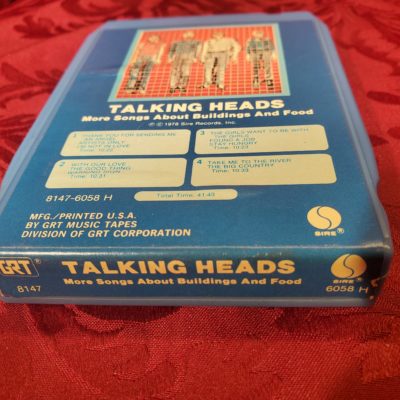 TALKING HEADS
More Songs About Buildings And Food
© ℗ 1978 Sire Records, Inc.
1 THANK YOU FOR SENDING ME
AN ANGEL
ARTISTS ONLY
I'M NOT IN LOVE
Time: 10:22
3 THE GIRLS WANT TO BE WITH
THE GIRLS
FOUND A JOB
STAY HUNGRY
Time: 10:23
2 WITH OUR LOVE
THE GOOD THING
WARNING SIGN
Time: 10:31
4 TAKE ME TO THE RIVER
THE BIG COUNTRY
Time: 10:33
8147-6058 H
Total Time: 41:49
MFG./PRINTED U.S.A.
BY GRT MUSIC TAPES
DIVISION OF GRT CORPORATION
SIRE
GRT
8147
TALKING HEADS
More Songs About Buildings And Food
SIRE
6058 H